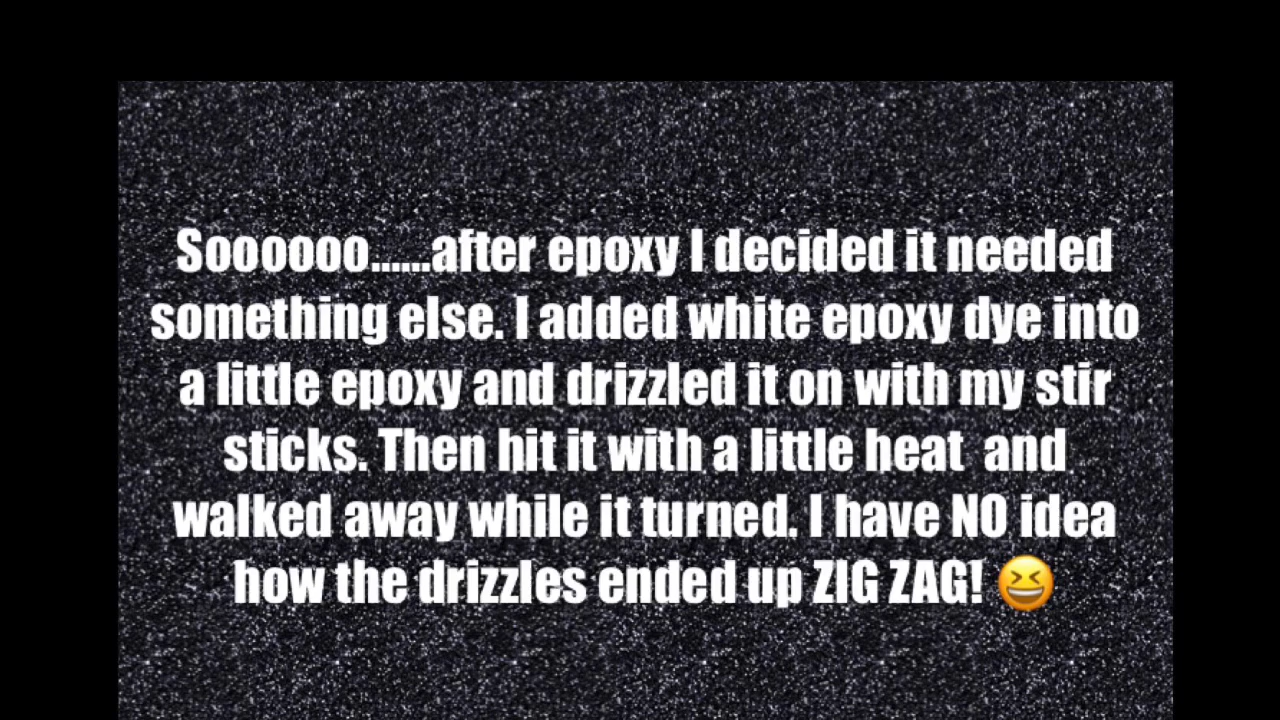 Soooooo......after epoxy I decided it needed
something else. I added white epoxy dye into
a little epoxy and drizzled it on with my stir
sticks. Then hit it with a little heat  and
walked away while it turned. I have NO idea
how the drizzles ended up ZIG ZAG! 😆